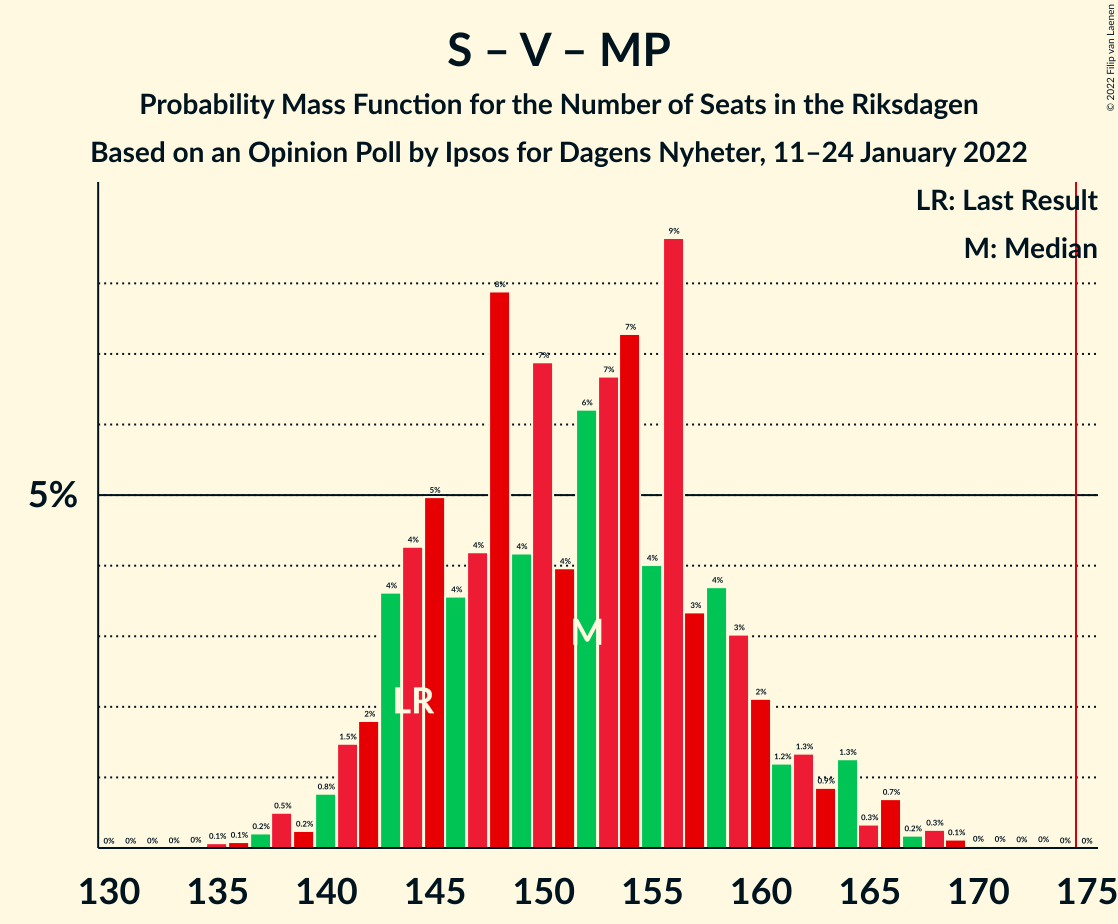 S – V – MP
Probability Mass Function for the Number of Seats in the Riksdagen
Based on an Opinion Poll by Ipsos for Dagens Nyheter, 11–24 January 2022
© 2022 Filip van Laenen
LR: Last Result
M: Median
5%
0% 0% 0% 0% 0% 0.1% 0.1% 0.2% 0.5% 0.2% 0.8% 1.5% 2% 4% 4% 5% 4% 4% 8% 4% 7% 4% 6% 7% 7% 4% 9% 3% 4% 3% 2% 1.2% 1.3% 0.9% 1.3% 0.3% 0.7% 0.2% 0.3% 0.1% 0% 0% 0% 0% 0% 0%
M
LR
130 135 140 145 150 155 160 165 170 175